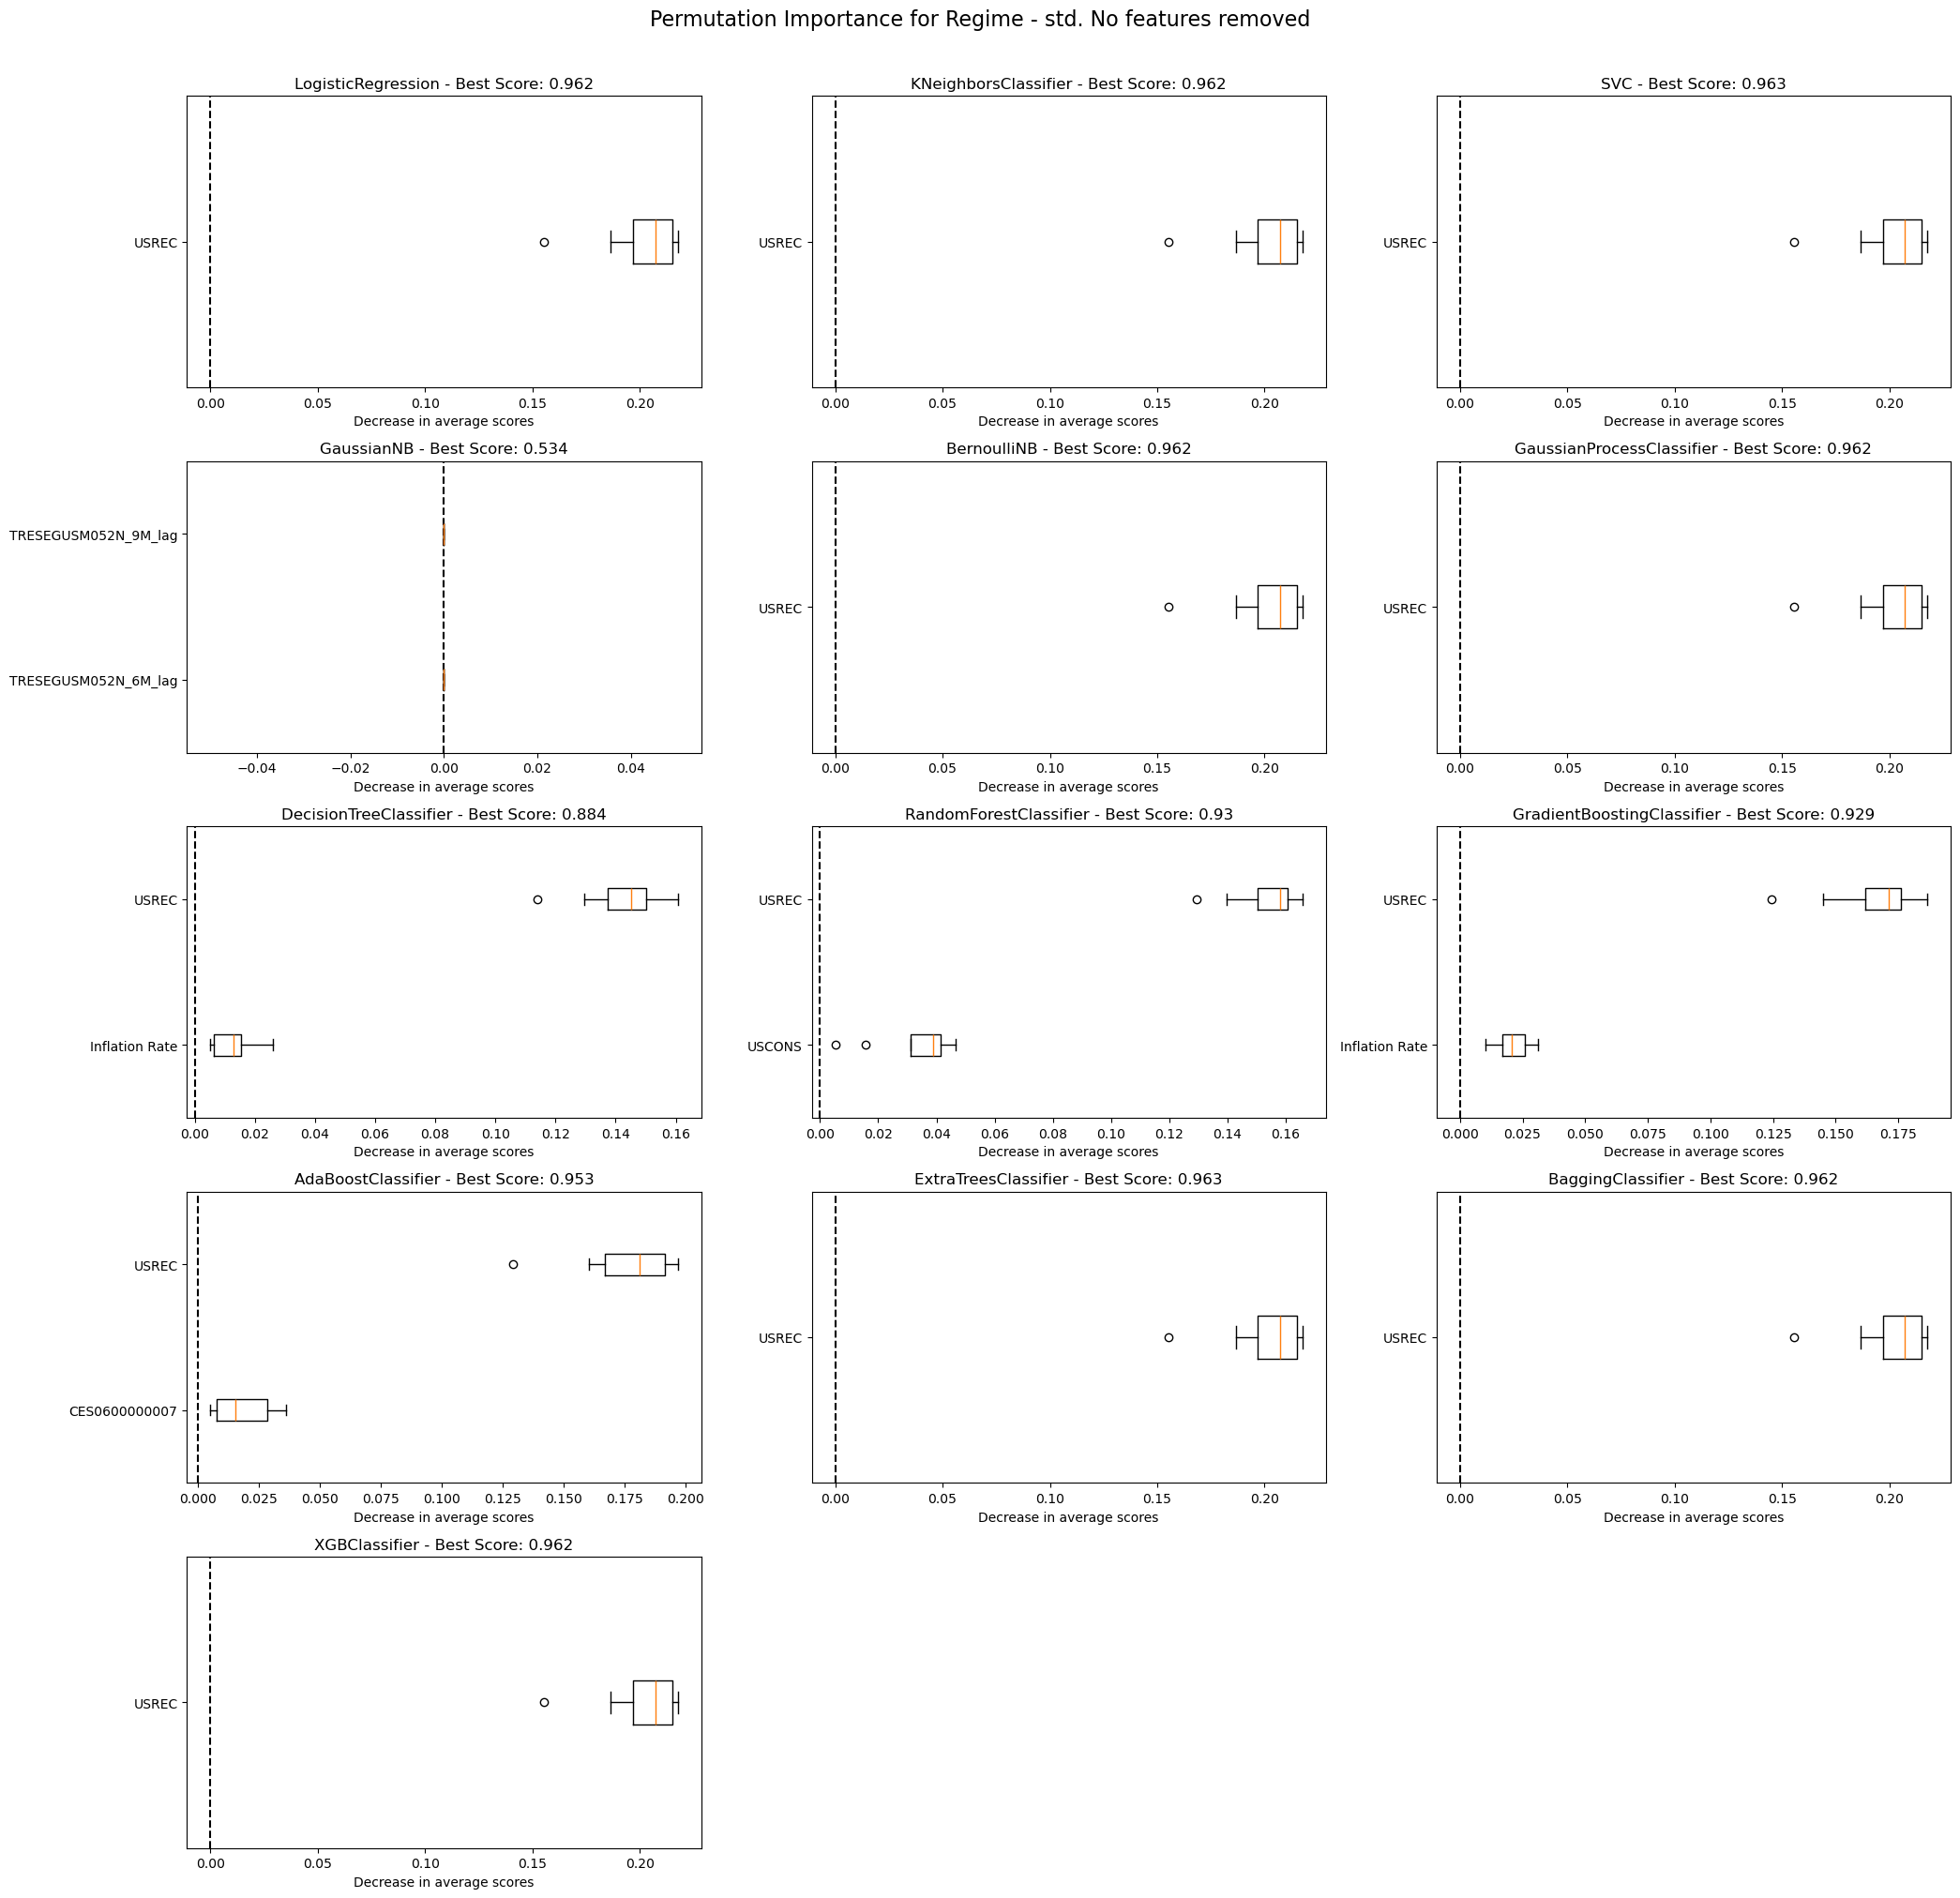 Permutation Importance for Regime - std. No features removed
LogisticRegression - Best Score: 0.962
USREC
0.00 0.05 0.10 0.15 0.20
Decrease in average scores
KNeighborsClassifier - Best Score: 0.962
USREC
0.00 0.05 0.10 0.15 0.20
Decrease in average scores
SVC - Best Score: 0.963
USREC
0.00 0.05 0.10 0.15 0.20
Decrease in average scores
GaussianNB - Best Score: 0.534
TRESEGUSM052N_9M_lag
TRESEGUSM052N_6M_lag
−0.04 −0.02 0.00 0.02 0.04
Decrease in average scores
BernoulliNB - Best Score: 0.962
USREC
0.00 0.05 0.10 0.15 0.20
Decrease in average scores
GaussianProcessClassifier - Best Score: 0.962
USREC
0.00 0.05 0.10 0.15 0.20
Decrease in average scores
DecisionTreeClassifier - Best Score: 0.884
USREC
Inflation Rate
0.00 0.02 0.04 0.06 0.08 0.10 0.12 0.14 0.16
Decrease in average scores
RandomForestClassifier - Best Score: 0.93
USREC
USCONS
0.00 0.02 0.04 0.06 0.08 0.10 0.12 0.14 0.16
Decrease in average scores
GradientBoostingClassifier - Best Score: 0.929
USREC
Inflation Rate
0.000 0.025 0.050 0.075 0.100 0.125 0.150 0.175
Decrease in average scores
AdaBoostClassifier - Best Score: 0.953
USREC
CES0600000007
0.000 0.025 0.050 0.075 0.100 0.125 0.150 0.175 0.200
Decrease in average scores
ExtraTreesClassifier - Best Score: 0.963
USREC
0.00 0.05 0.10 0.15 0.20
Decrease in average scores
BaggingClassifier - Best Score: 0.962
USREC
0.00 0.05 0.10 0.15 0.20
Decrease in average scores
XGBClassifier - Best Score: 0.962
USREC
0.00 0.05 0.10 0.15 0.20
Decrease in average scores